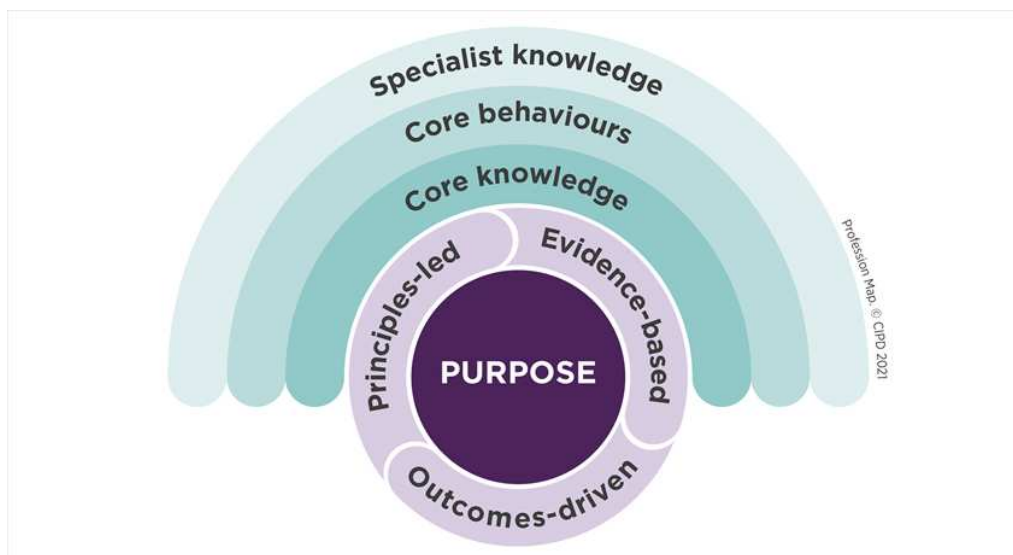 Specialist knowledge
Core behaviours
Core knowledge
Principles-led
Evidence-based
PURPOSE
Outcomes-driven
Profession Map. © CIPD 2021